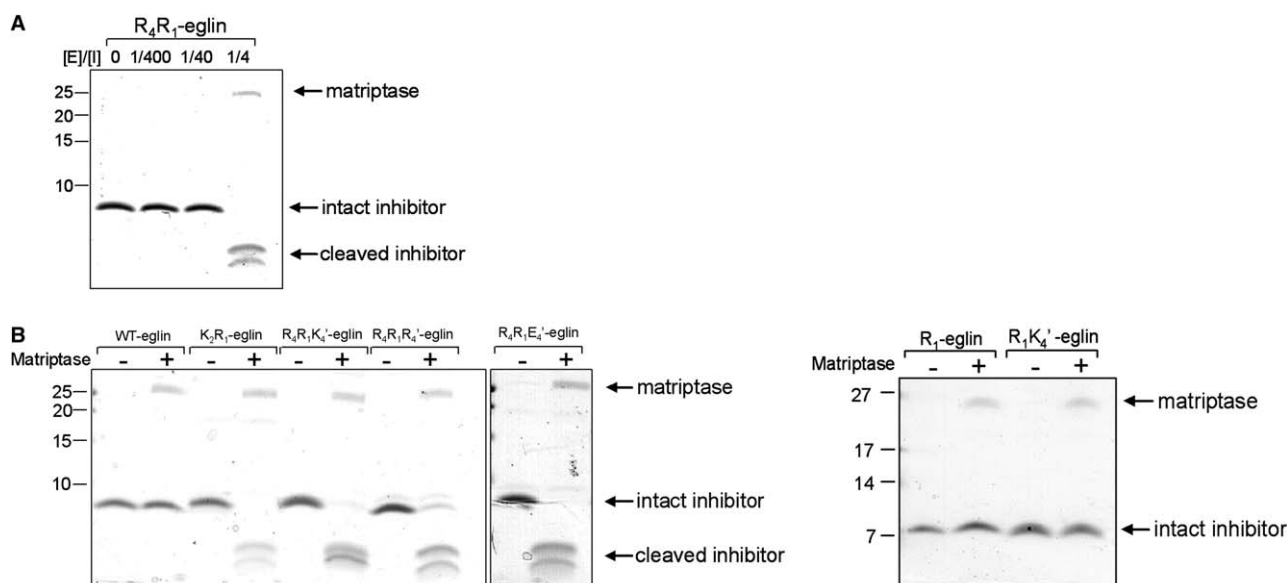 A
R₄R₁-eglin
[E]/[I] 0 1/400 1/40 1/4
25 matriptase
20
15
10
intact inhibitor
cleaved inhibitor
B
WT-eglin K₂R₁-eglin R₄R₁K₄'-eglin R₄R₁R₄'-eglin R₄R₁E₄'-eglin
Matriptase - + - + - + - + - +
25 matriptase
20
15
10
intact inhibitor
cleaved inhibitor
R₁-eglin R₁K₄'-eglin
Matriptase - + - +
27
matriptase
17
14
7 intact inhibitor